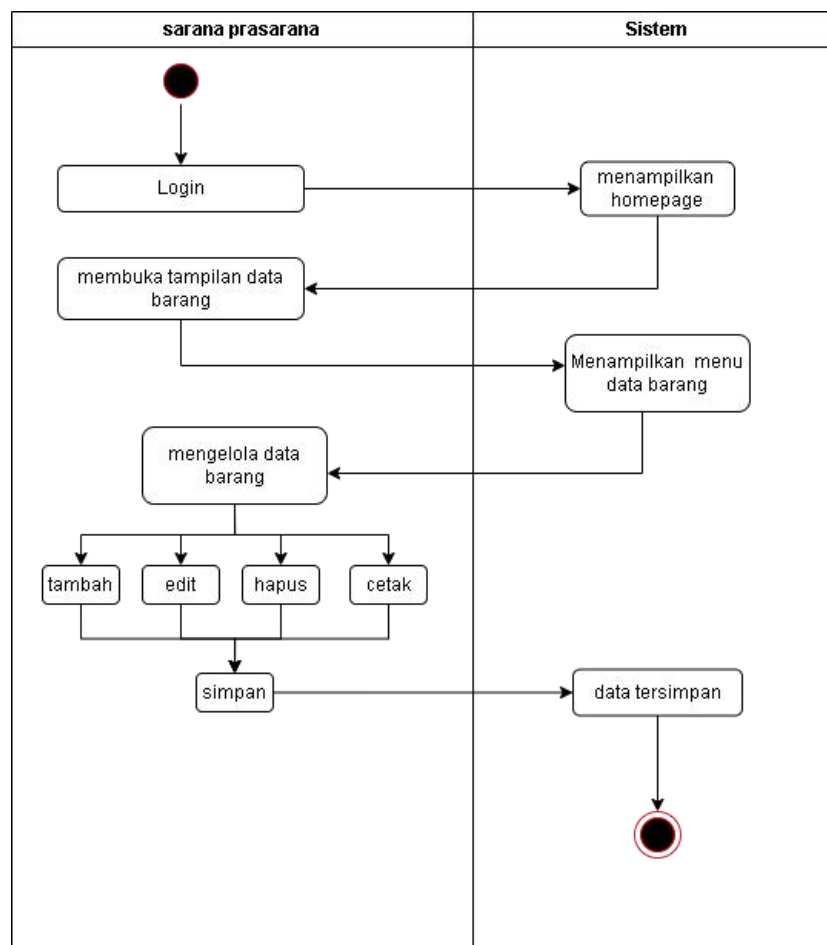 sarana prasarana
Sistem
Login
menampilkan
homepage
membuka tampilan data
barang
Menampilkan menu
data barang
mengelola data
barang
tambah
edit
hapus
cetak
simpan
data tersimpan